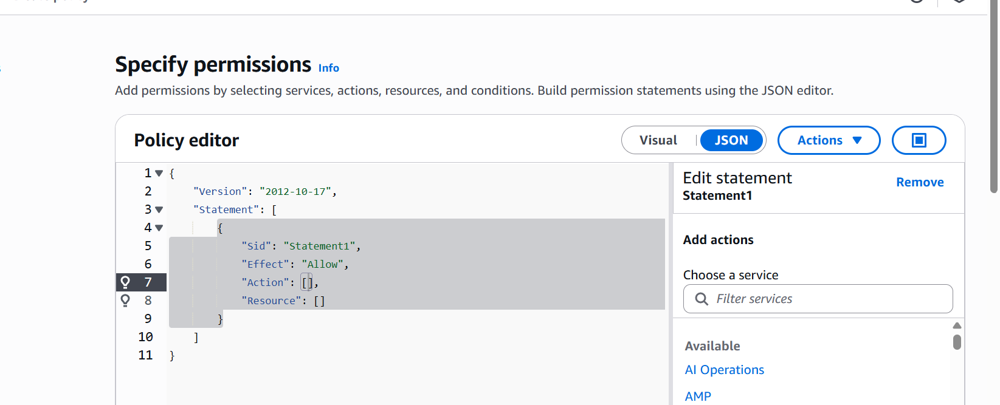 Specify permissions Info
Add permissions by selecting services, actions, resources, and conditions. Build permission statements using the JSON editor.
Policy editor
Visual JSON Actions
1 {
2 "Version": "2012-10-17",
3 "Statement": [
4 {
5 "Sid": "Statement1",
6 "Effect": "Allow",
7 "Action": [],
8 "Resource": []
9 }
10 ]
11 }
Edit statement
Remove
Statement1
Add actions
Choose a service
Filter services
Available
AI Operations
AMP